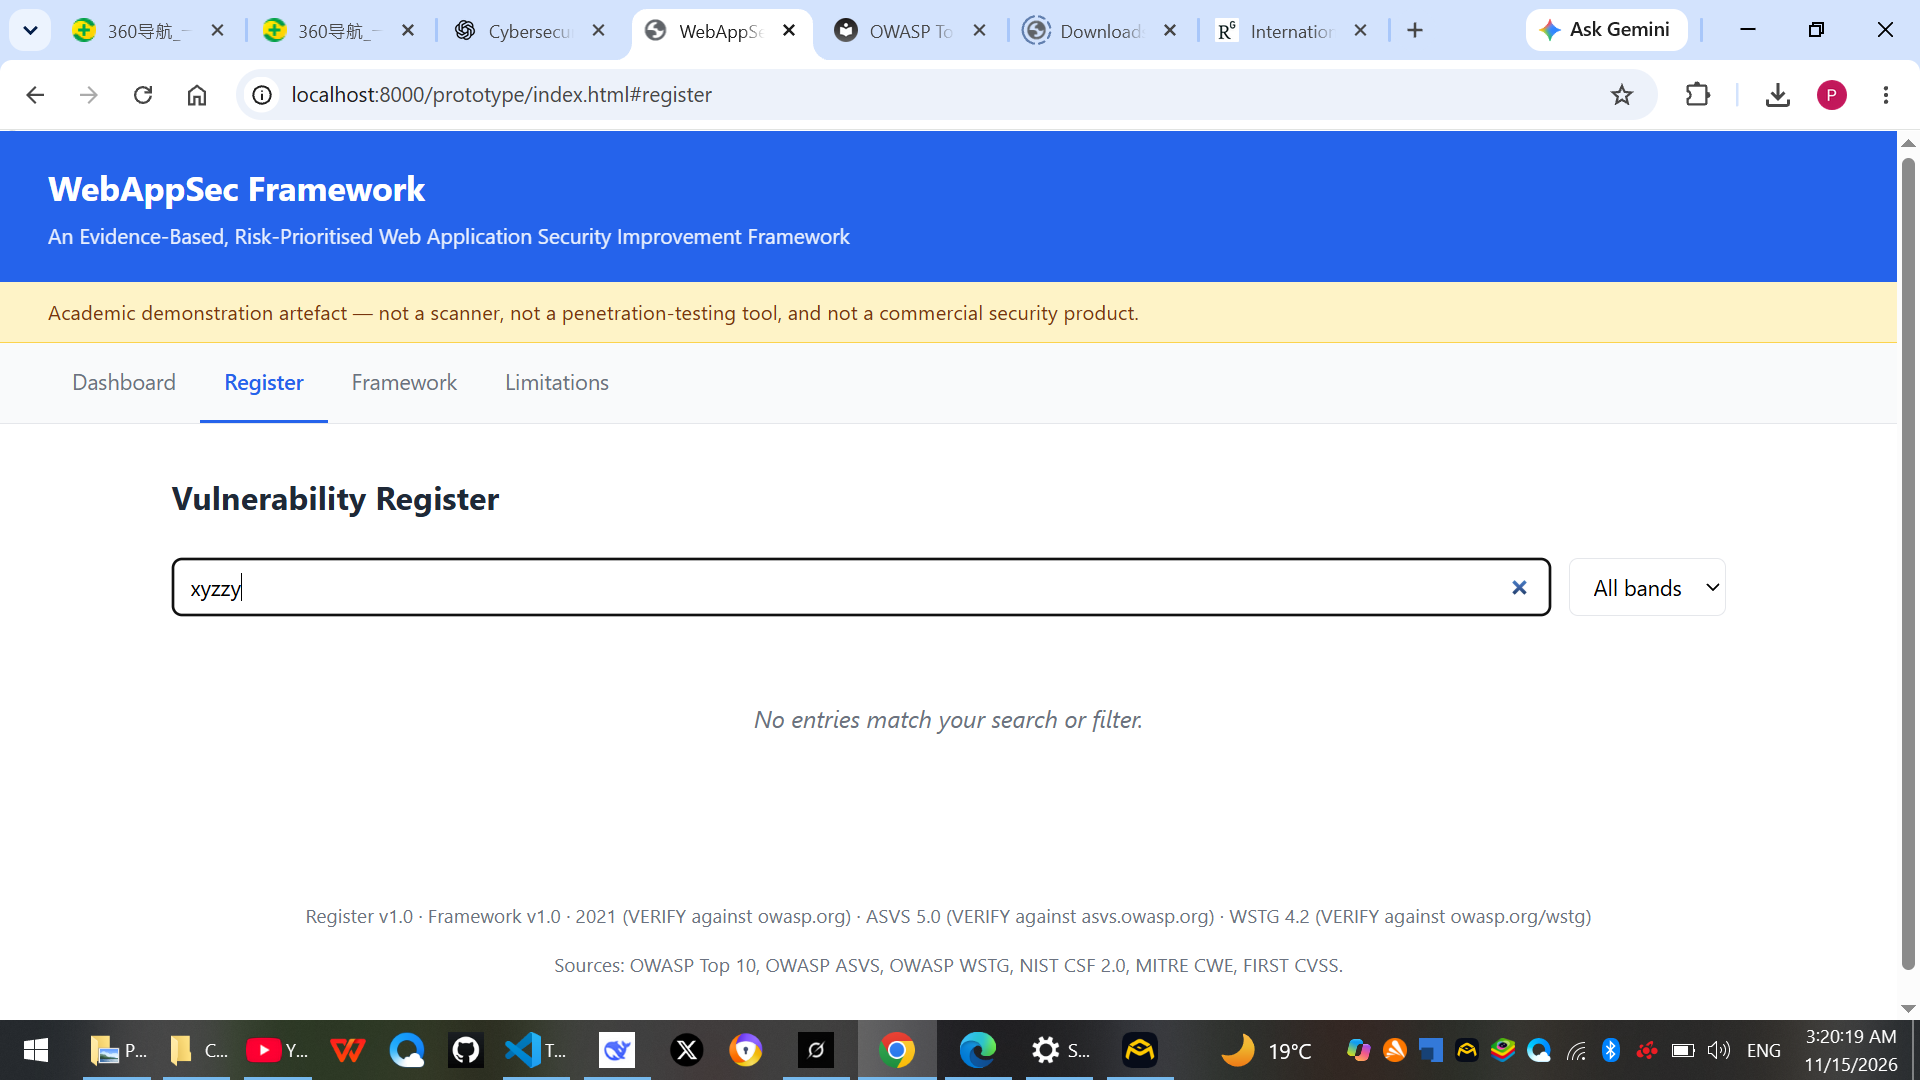 360导航_一
360导航_一
Cybersecu
WebAppSe
OWASP To
Downloads
Internation
Ask Gemini
localhost:8000/prototype/index.html#register
P
WebAppSec Framework
An Evidence-Based, Risk-Prioritised Web Application Security Improvement Framework
Academic demonstration artefact — not a scanner, not a penetration-testing tool, and not a commercial security product.
Dashboard
Register
Framework
Limitations
Vulnerability Register
xyzzy
All bands
No entries match your search or filter.
Register v1.0 · Framework v1.0 · 2021 (VERIFY against owasp.org) · ASVS 5.0 (VERIFY against asvs.owasp.org) · WSTG 4.2 (VERIFY against owasp.org/wstg)
Sources: OWASP Top 10, OWASP ASVS, OWASP WSTG, NIST CSF 2.0, MITRE CWE, FIRST CVSS.
P...
C...
Y...
T...
S...
19°C
ENG
3:20:19 AM
11/15/2026